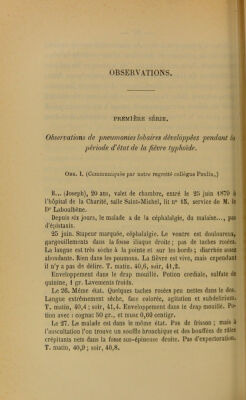 OBSERVATIONS.
PREMIÈRE SÉRIE.
Observations de pneumonies lobaires développées pendant la
période d'état de la fièvre typhoïde.
OBS. I. (Communiquée par notre regretté collègue Paulin.)
R... (Joseph), 20 ans, valet de chambre, entré le 25 juin 1879 à
l'hôpital de la Charité, salle Saint-Michel, lit n° 15, service de M. le
Dr Laboulbène.
Depuis six jours, le malade a de la céphalalgie, du malaise..., pas
d'épistaxis.
25 juin. Stupeur marquée, céphalalgie. Le ventre est douloureux,
gargouillements dans la fosse iliaque droite; pas de taches rosées.
La langue est très sèche à la pointe et sur les bords; diarrhée assez
abondante. Rien dans les poumons. La fièvre est vive, mais cependant
il n'y a pas de délire. T. matin, 40,6, soir, 41,2.
Enveloppement dans le drap mouillé. Potion cordiale, sulfate de
quinine, 1 gr. Lavements froids.
Le 26. Même état. Quelques taches rosées peu nettes dans le dos.
Langue extrêmement sèche, face colorée, agitation et subdélirium.
T. matin, 40,4; soir, 41,4. Enveloppement dans le drap mouillé. Po-
tion avec: cognac 50 gr., et musc 0,60 centigr.
Le 27. Le malade est dans le même état. Pas de frisson; mais à
l'auscultation l'on trouve un souffle bronchique et des bouffées de râles
crépitants nets dans la fosse sus-épineuse droite. Pas d'expectoration.
T. matin, 40,9; soir, 40,8.